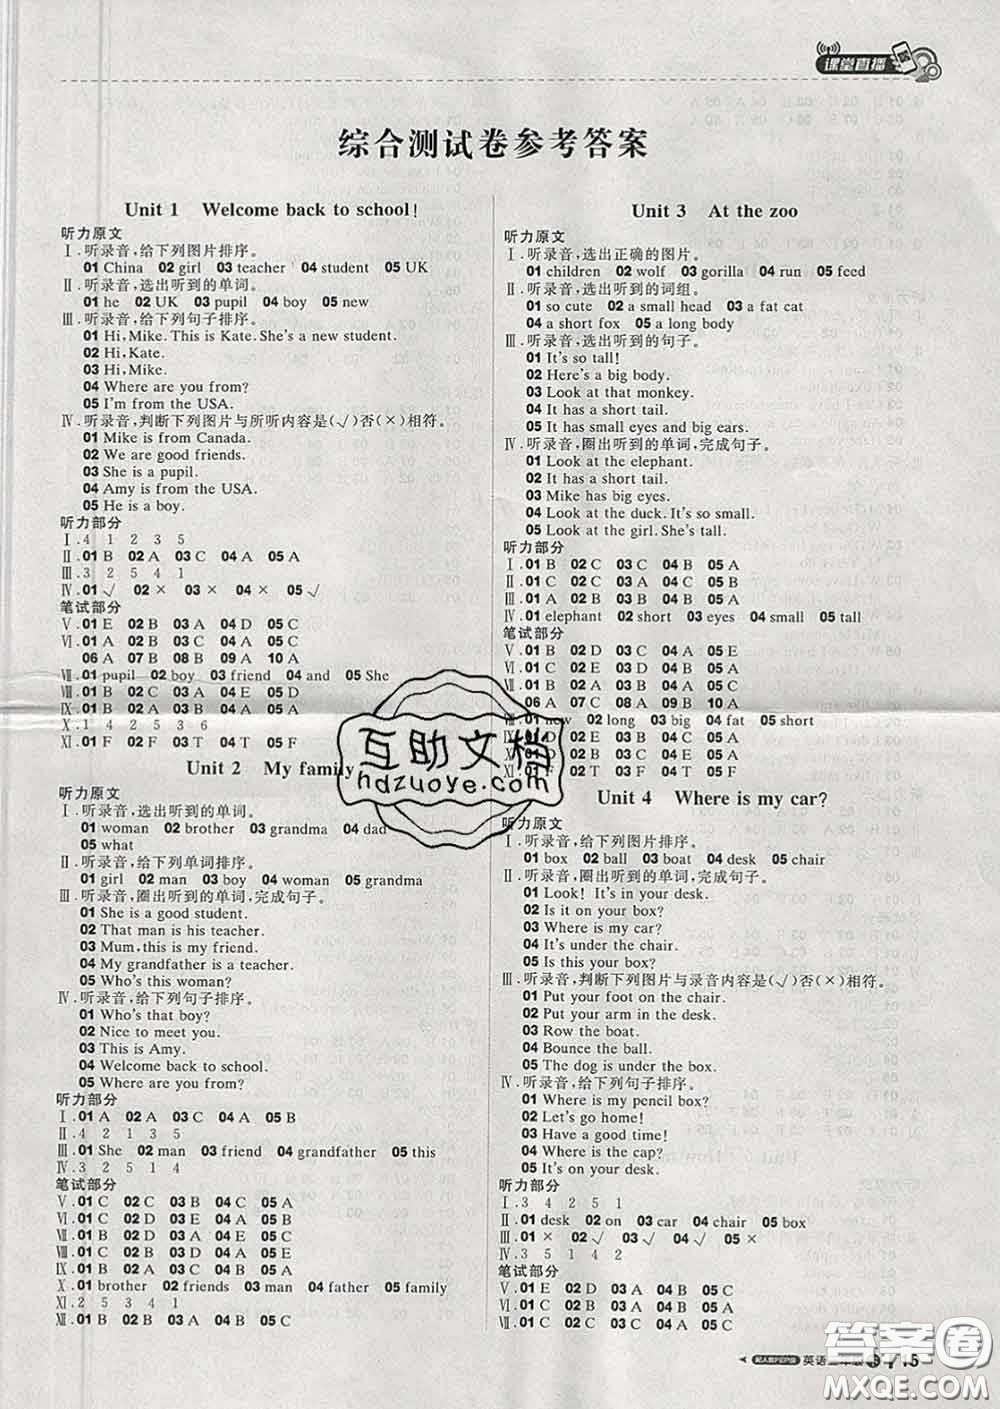 课堂直播
综合测试卷参考答案
Unit 1 Welcome back to school!
听力原文
Ⅰ.听录音,给下列图片排序。
01 China 02 girl 03 teacher 04 student 05 UK
Ⅱ.听录音,选出听到的单词。
01 he 02 UK 03 pupil 04 boy 05 new
Ⅲ.听录音,给下列句子排序。
01 Hi,Mike. This is Kate. She's a new student.
02 Hi,Kate.
03 Hi,Mike.
04 Where are you from?
05 I'm from the USA.
Ⅳ.听录音,判断下列图片与所听内容是(√)否(×)相符。
01 Mike is from Canada.
02 We are good friends.
03 She is a pupil.
04 Amy is from the USA.
05 He is a boy.
听力部分
Ⅰ.4 1 2 3 5
Ⅱ.01 B 02 A 03 C 04 A 05 A
Ⅲ.3 2 5 4 1
Ⅳ.01 √ 02 × 03 × 04 × 05 √
笔试部分
Ⅴ.01 E 02 B 03 A 04 D 05 C
Ⅵ.01 A 02 B 03 A 04 B 05 C
06 A 07 B 08 B 09 A 10 A
Ⅶ.01 pupil 02 boy 03 friend 04 and 05 She
Ⅷ.01 B 02 C 03 A 04 E 05 D
Ⅸ.01 B 02 B 03 A 04 B 05 A
Ⅹ.1 4 2 5 3 6
Ⅺ.01 F 02 F 03 T 04 T 05 F
Unit 2 My family
听力原文
Ⅰ.听录音,选出听到的单词。
01 woman 02 brother 03 grandma 04 dad
05 what
Ⅱ.听录音,给下列单词排序。
01 girl 02 man 03 boy 04 woman 05 grandma
Ⅲ.听录音,圈出听到的单词,完成句子。
01 She is a good student.
02 That man is his teacher.
03 Mum,this is my friend.
04 My grandfather is a teacher.
05 Who's this woman?
Ⅳ.听录音,给下列句子排序。
01 Who's that boy?
02 Nice to meet you.
03 This is Amy.
04 Welcome back to school.
05 Where are you from?
听力部分
Ⅰ.01 A 02 A 03 C 04 A 05 B
Ⅱ.4 2 1 3 5
Ⅲ.01 She 02 man 03 friend 04 grandfather 05 this
Ⅳ.3 2 5 1 4
笔试部分
Ⅴ.01 C 02 C 03 B 04 C 05 A
Ⅵ.01 C 02 D 03 E 04 A 05 B
Ⅶ.01 B 02 D 03 A 04 E 05 C
Ⅷ.01 C 02 B 03 D 04 A 05 E
Ⅸ.01 A 02 C 03 B 04 C 05 A
Ⅹ.01 brother 02 friends 03 man 04 father 05 family
Ⅺ.2 5 3 4 1
Ⅻ.01 B 02 B 03 A 04 B 05 C
Unit 3 At the zoo
听力原文
Ⅰ.听录音,选出正确的图片。
01 children 02 wolf 03 gorilla 04 run 05 feed
Ⅱ.听录音,选出听到的词组。
01 so cute 02 a small head 03 a fat cat
04 a short fox 05 a long body
Ⅲ.听录音,选出听到的句子。
01 It's so tall!
02 Here's a big body.
03 Look at that monkey.
04 It has a short tail.
05 It has small eyes and big ears.
Ⅳ.听录音,圈出听到的单词,完成句子。
01 Look at the elephant.
02 It has a short tail.
03 Mike has big eyes.
04 Look at the duck. It's so small.
05 Look at the girl. She's tall.
听力部分
Ⅰ.01 B 02 C 03 C 04 B 05 A
Ⅱ.01 C 02 C 03 A 04 C 05 B
Ⅲ.01 A 02 B 03 B 04 A 05 A
Ⅳ.01 elephant 02 short 03 eyes 04 small 05 tall
笔试部分
Ⅴ.01 B 02 D 03 C 04 A 05 E
Ⅵ.01 C 02 E 03 D 04 B 05 A
Ⅶ.01 B 02 A 03 B 04 C 05 C
06 A 07 C 08 A 09 B 10 A
Ⅷ.01 new 02 long 03 big 04 fat 05 short
Ⅸ.01 D 02 E 03 B 04 A 05 C
Ⅹ.01 C 02 B 03 A 04 B 05 C
Ⅺ.01 F 02 T 03 F 04 T 05 F
Unit 4 Where is my car?
听力原文
Ⅰ.听录音,给下列图片排序。
01 box 02 ball 03 boat 04 desk 05 chair
Ⅱ.听录音,圈出听到的单词,完成句子。
01 Look! It's in your desk.
02 Is it on your box?
03 Where is my car?
04 It's under the chair.
05 Is this your box?
Ⅲ.听录音,判断下列图片与录音内容是(√)否(×)相符。
01 Put your foot on the chair.
02 Put your arm in the desk.
03 Row the boat.
04 Bounce the ball.
05 The dog is under the box.
Ⅳ.听录音,给下列句子排序。
01 Where is my pencil box?
02 Let's go home!
03 Have a good time!
04 Where is the cap?
05 It's on your desk.
听力部分
Ⅰ.3 4 2 5 1
Ⅱ.01 desk 02 on 03 car 04 chair 05 box
Ⅲ.01 × 02 √ 03 √ 04 √ 05 ×
Ⅳ.3 5 1 4 2
笔试部分
Ⅴ.01 E 02 D 03 A 04 B 05 C
Ⅵ.01 C 02 B 03 A 04 B 05 C
Ⅶ.01 B 02 A 03 A 04 B 05 C
互助文档
hdzuoye.com
答案圈
MXQE.COM